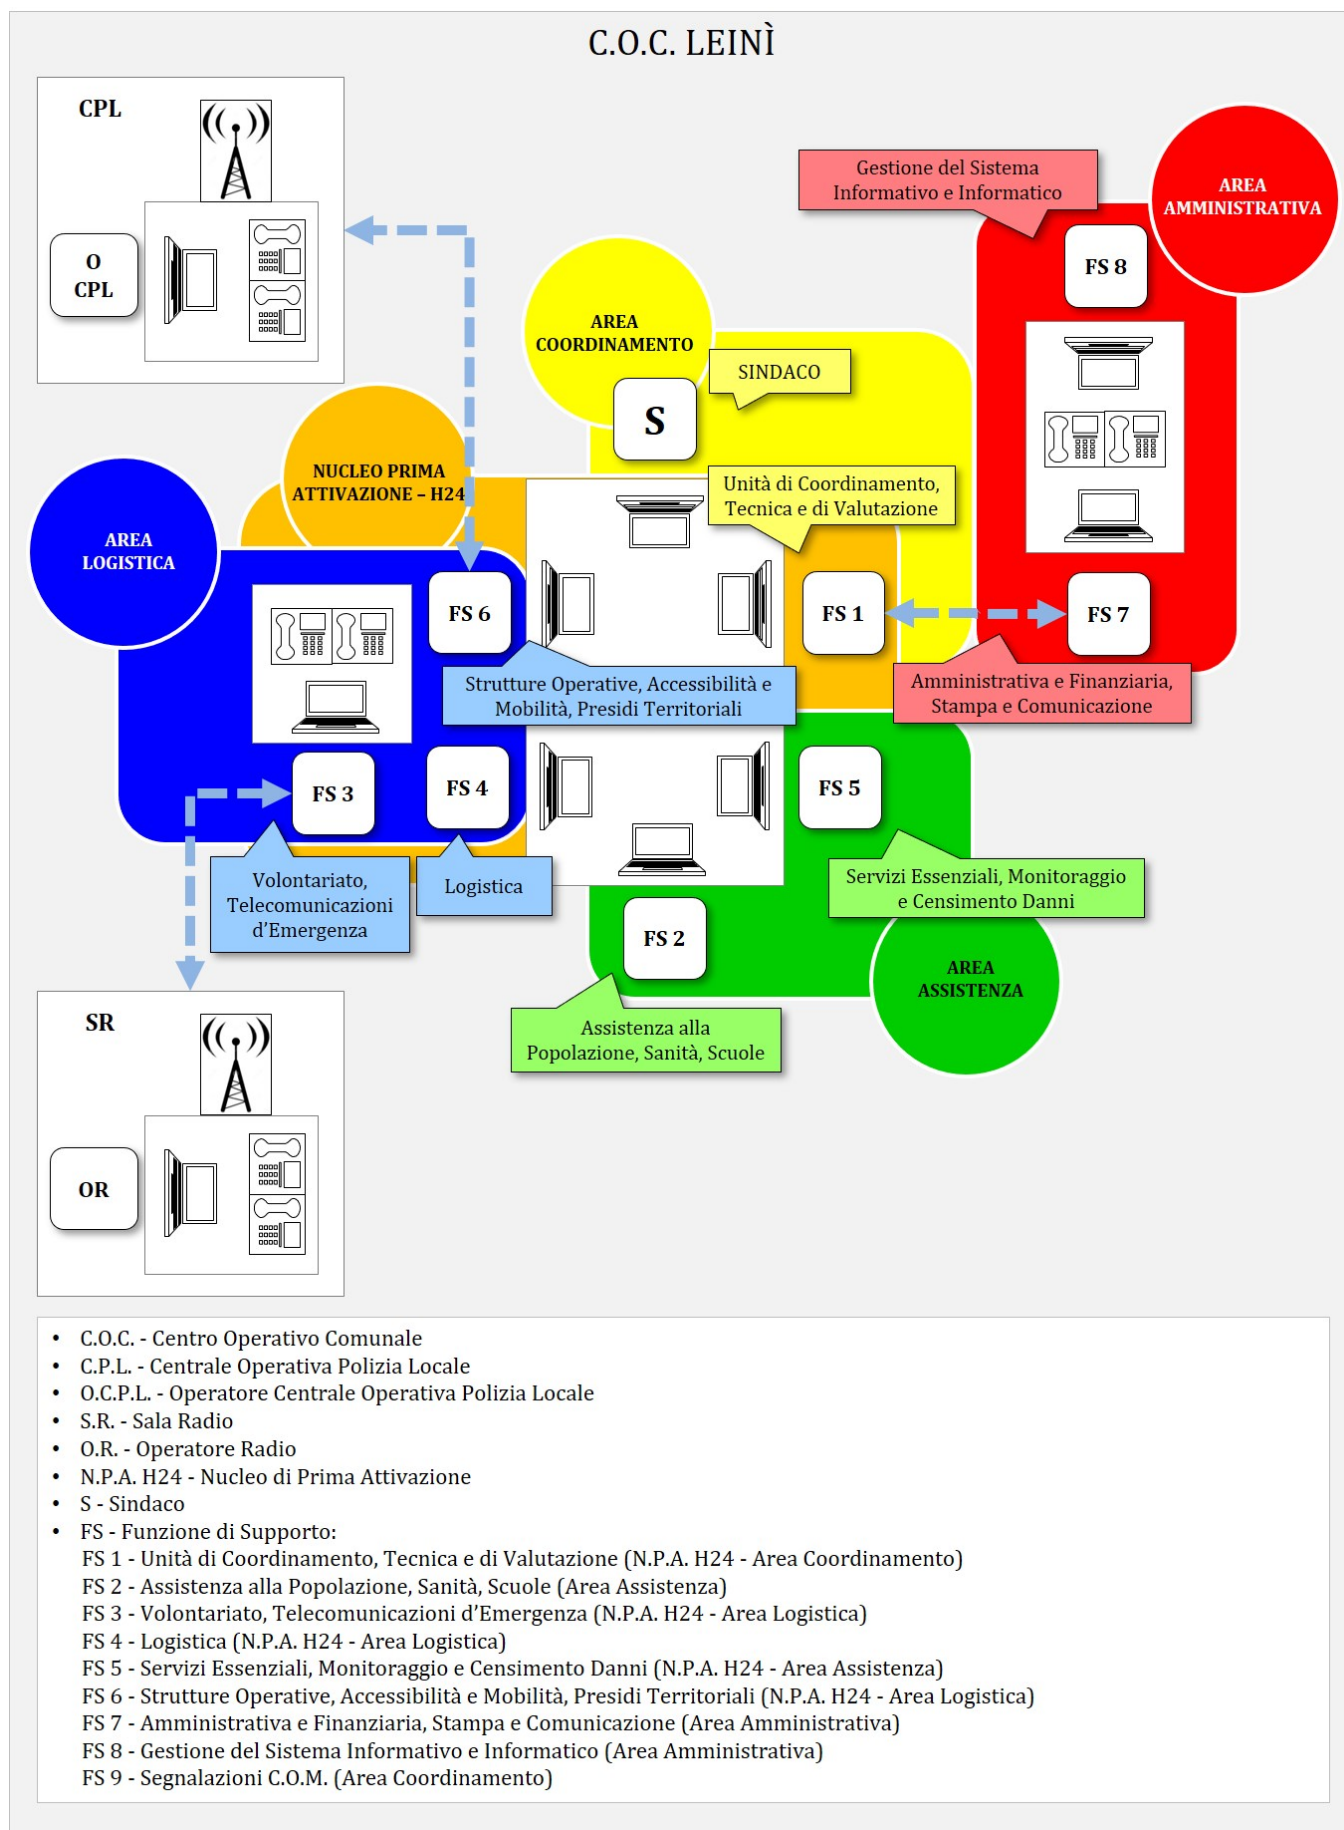 C.O.C. LEINÌ
CPL
O
CPL
Gestione del Sistema
Informativo e Informatico
AREA
AMMINISTRATIVA
FS 8
AREA
COORDINAMENTO
SINDACO
S
NUCLEO PRIMA
ATTIVAZIONE – H24
Unità di Coordinamento,
Tecnica e di Valutazione
AREA
LOGISTICA
FS 6
FS 1
FS 7
Strutture Operative, Accessibilità e
Mobilità, Presidi Territoriali
Amministrativa e Finanziaria,
Stampa e Comunicazione
FS 3
FS 4
FS 5
Volontariato,
Telecomunicazioni
d’Emergenza
Logistica
Servizi Essenziali, Monitoraggio
e Censimento Danni
FS 2
AREA
ASSISTENZA
Assistenza alla
Popolazione, Sanità, Scuole
SR
OR
• C.O.C. - Centro Operativo Comunale
• C.P.L. - Centrale Operativa Polizia Locale
• O.C.P.L. - Operatore Centrale Operativa Polizia Locale
• S.R. - Sala Radio
• O.R. - Operatore Radio
• N.P.A. H24 - Nucleo di Prima Attivazione
• S - Sindaco
• FS - Funzione di Supporto:
FS 1 - Unità di Coordinamento, Tecnica e di Valutazione (N.P.A. H24 - Area Coordinamento)
FS 2 - Assistenza alla Popolazione, Sanità, Scuole (Area Assistenza)
FS 3 - Volontariato, Telecomunicazioni d’Emergenza (N.P.A. H24 - Area Logistica)
FS 4 - Logistica (N.P.A. H24 - Area Logistica)
FS 5 - Servizi Essenziali, Monitoraggio e Censimento Danni (N.P.A. H24 - Area Assistenza)
FS 6 - Strutture Operative, Accessibilità e Mobilità, Presidi Territoriali (N.P.A. H24 - Area Logistica)
FS 7 - Amministrativa e Finanziaria, Stampa e Comunicazione (Area Amministrativa)
FS 8 - Gestione del Sistema Informativo e Informatico (Area Amministrativa)
FS 9 - Segnalazioni C.O.M. (Area Coordinamento)